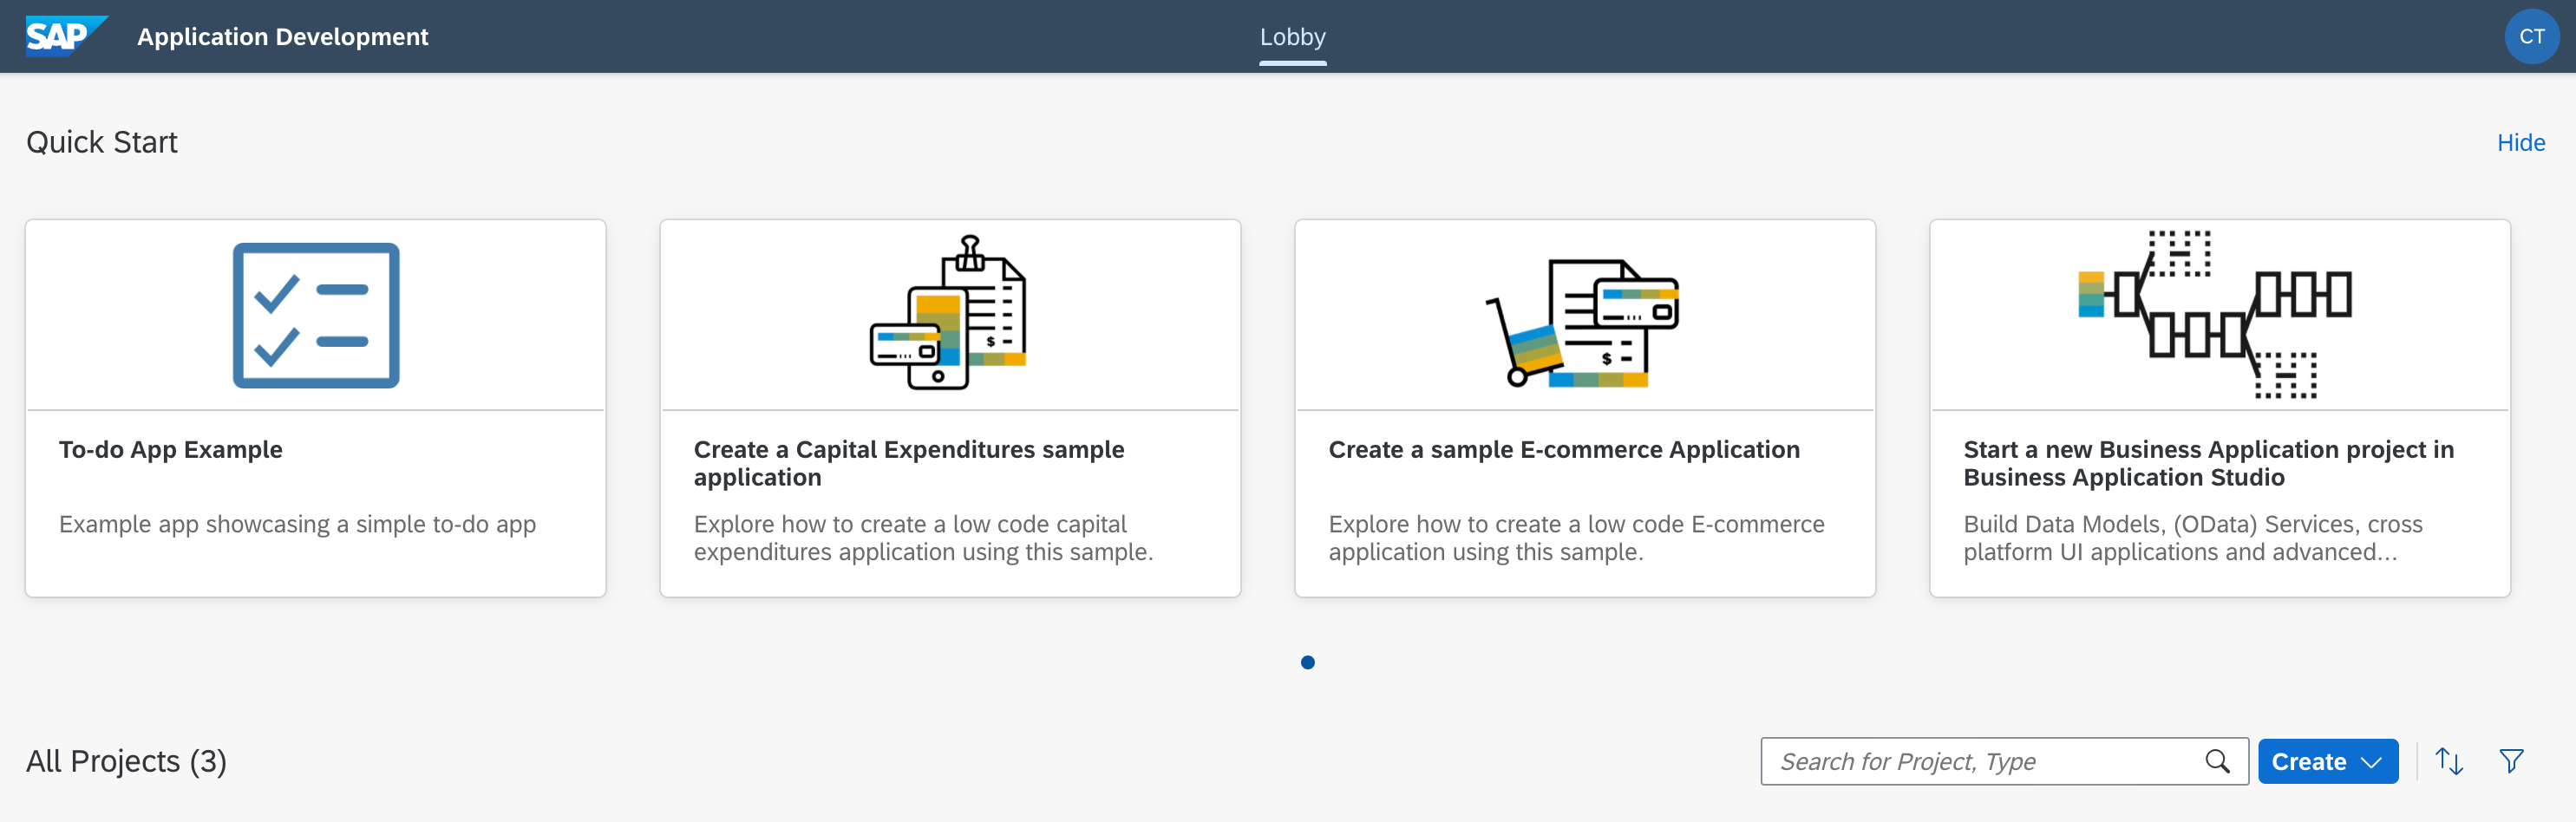 SAP Application Development Lobby CT
Quick Start Hide
To-do App Example
Example app showcasing a simple to-do app
$
Create a Capital Expenditures sample
application
Explore how to create a low code capital
expenditures application using this sample.
$
Create a sample E-commerce Application
Explore how to create a low code E-commerce
application using this sample.
Start a new Business Application project in
Business Application Studio
Build Data Models, (OData) Services, cross
platform UI applications and advanced...
All Projects (3) Search for Project, Type Create